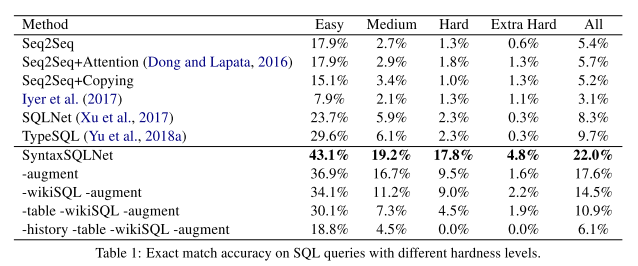 Method Easy Medium Hard Extra Hard All
Seq2Seq 17.9% 2.7% 1.3% 0.6% 5.4%
Seq2Seq+Attention (Dong and Lapata, 2016) 17.9% 2.9% 1.8% 1.3% 5.7%
Seq2Seq+Copying 15.1% 3.4% 1.0% 1.3% 5.2%
Iyer et al. (2017) 7.9% 2.1% 1.3% 1.1% 3.1%
SQLNet (Xu et al., 2017) 23.7% 5.9% 2.3% 0.3% 8.3%
TypeSQL (Yu et al., 2018a) 29.6% 6.1% 2.3% 0.3% 9.7%
SyntaxSQLNet 43.1% 19.2% 17.8% 4.8% 22.0%
-augment 36.9% 16.7% 9.5% 1.6% 17.6%
-wikiSQL -augment 34.1% 11.2% 9.0% 2.2% 14.5%
-table -wikiSQL -augment 30.1% 7.3% 4.5% 1.9% 10.9%
-history -table -wikiSQL -augment 18.8% 4.5% 0.0% 0.0% 6.1%
Table 1: Exact match accuracy on SQL queries with different hardness levels.